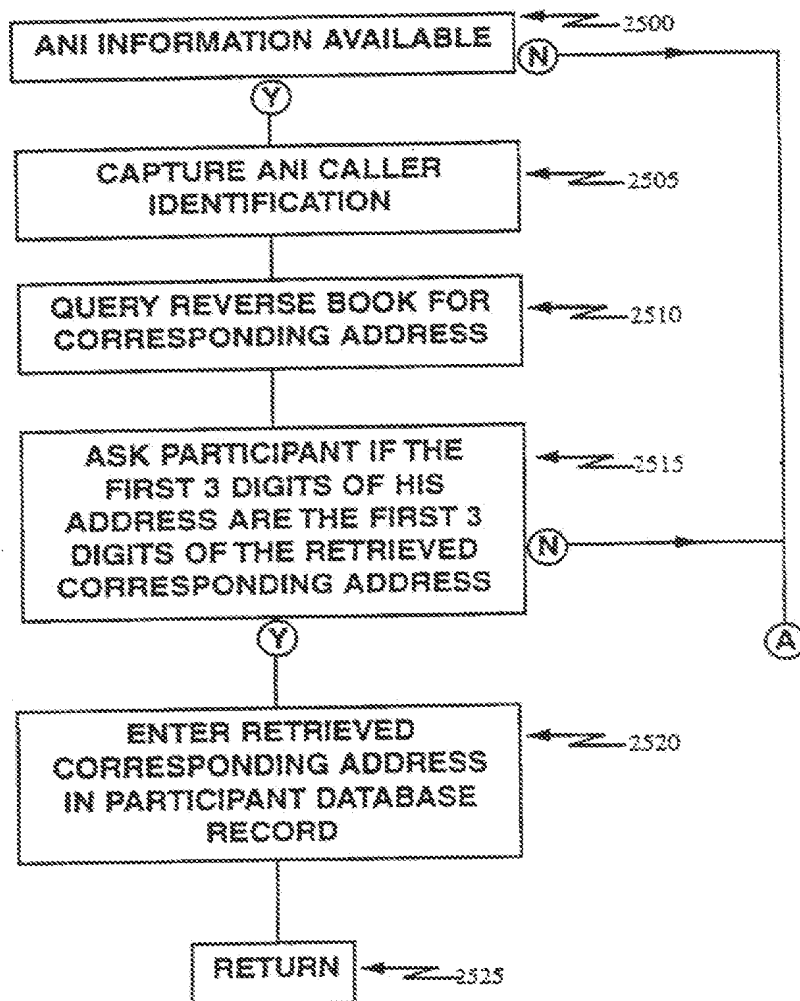 ANI INFORMATION AVAILABLE
2500
N
Y
CAPTURE ANI CALLER
IDENTIFICATION
2505
QUERY REVERSE BOOK FOR
CORRESPONDING ADDRESS
2510
ASK PARTICIPANT IF THE
FIRST 3 DIGITS OF HIS
ADDRESS ARE THE FIRST 3
DIGITS OF THE RETRIEVED
CORRESPONDING ADDRESS
2515
N
Y
A
ENTER RETRIEVED
CORRESPONDING ADDRESS
IN PARTICIPANT DATABASE
RECORD
2520
RETURN
2525